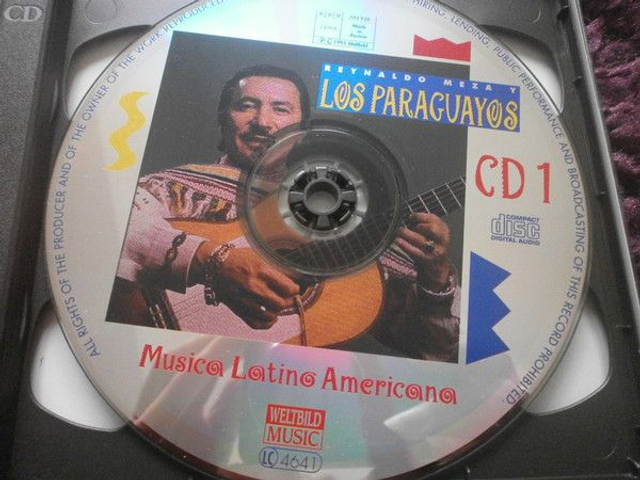 CD
ALL RIGHTS OF THE PRODUCER AND OF THE OWNER OF THE WORK REPRODUCED
HIRING, LENDING, PUBLIC PERFORMANCE AND BROADCASTING OF THIS RECORD PROHIBITED.
REYNALDO MEZA Y
LOS PARAGUAYOS
CD 1
COMPACT
disc
DIGITAL AUDIO
Musica Latino Americana
WELTBILD
MUSIC
LC 4641